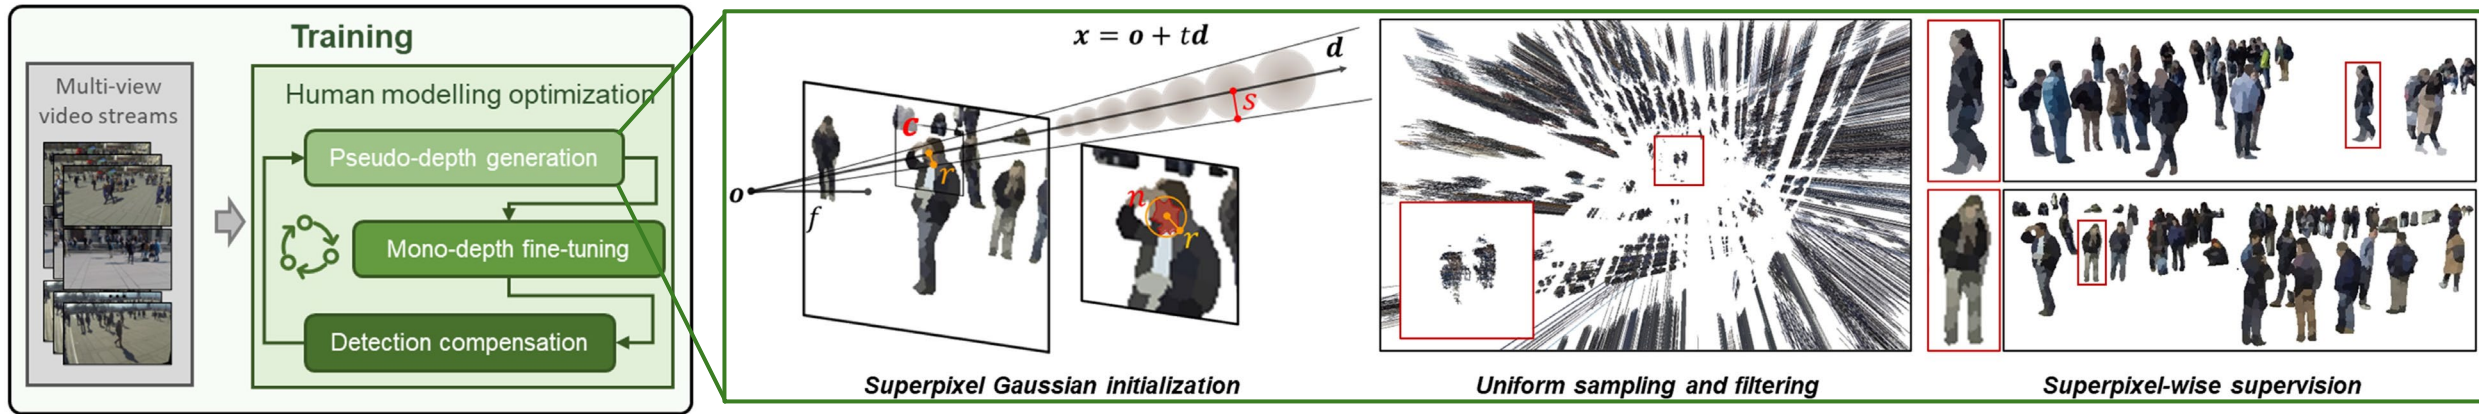 Training
Multi-view
video streams
Human modelling optimization
Pseudo-depth generation
Mono-depth fine-tuning
Detection compensation
x = o + td
d
s
c
r
o
f
n
r
Superpixel Gaussian initialization
Uniform sampling and filtering
Superpixel-wise supervision